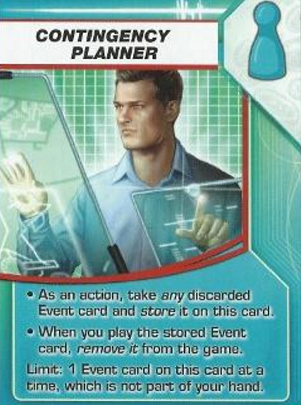 CONTINGENCY
PLANNER
• As an action, take any discarded
Event card and store it on this card.
• When you play the stored Event
card, remove it from the game.
Limit: 1 Event card on this card at a
time, which is not part of your hand.